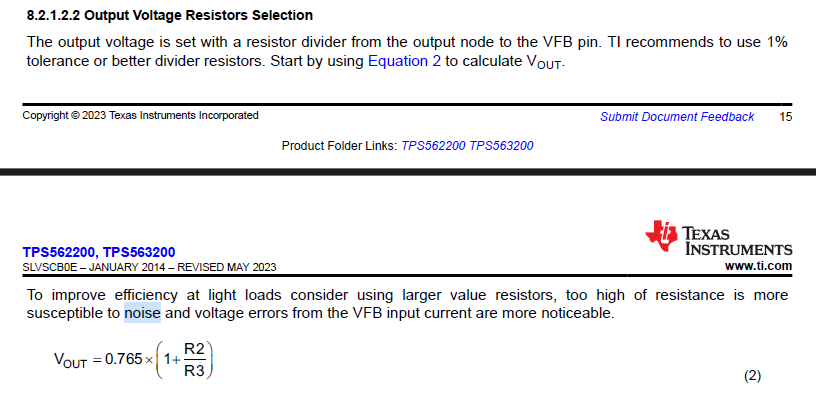 8.2.1.2.2 Output Voltage Resistors Selection
The output voltage is set with a resistor divider from the output node to the VFB pin. TI recommends to use 1%
tolerance or better divider resistors. Start by using Equation 2 to calculate VOUT.
Copyright © 2023 Texas Instruments Incorporated
Submit Document Feedback 15
Product Folder Links: TPS562200 TPS563200
TEXAS
INSTRUMENTS
TPS562200, TPS563200
SLVSCB0E – JANUARY 2014 – REVISED MAY 2023
www.ti.com
To improve efficiency at light loads consider using larger value resistors, too high of resistance is more
susceptible to noise and voltage errors from the VFB input current are more noticeable.
VOUT = 0.765 × (1+ R2/R3)
(2)